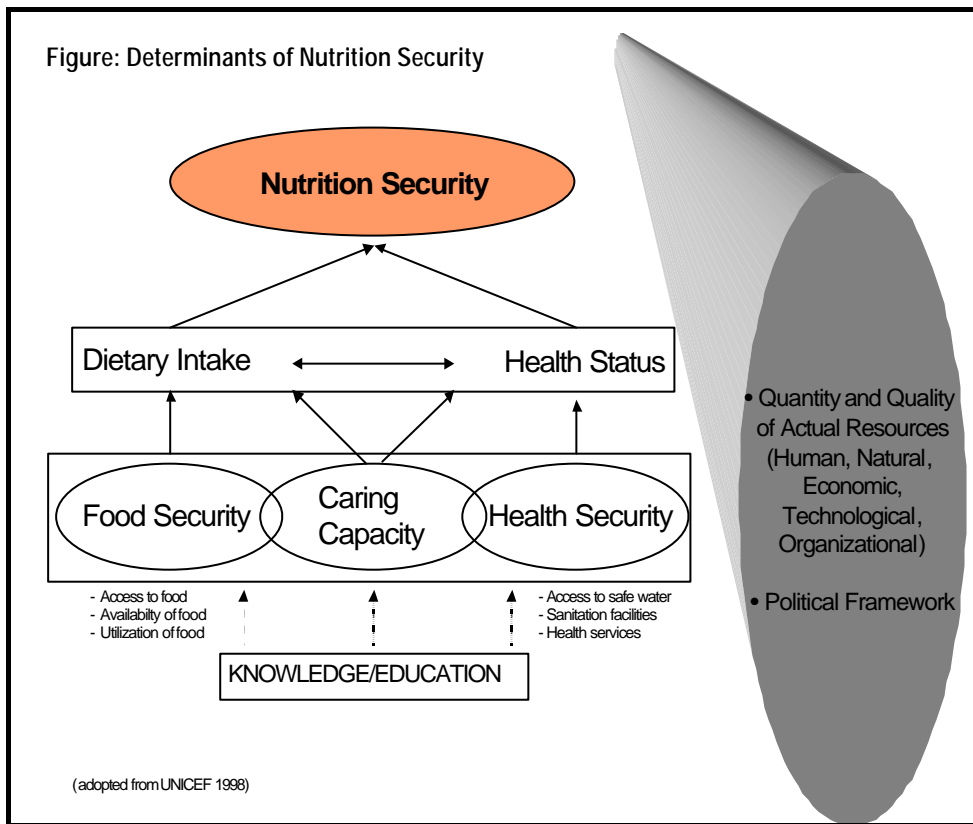 Figure: Determinants of Nutrition Security
Nutrition Security
Dietary Intake
Health Status
Food Security
Caring
Capacity
Health Security
- Access to food
- Availabilty of food
- Utilization of food
- Access to safe water
- Sanitation facilities
- Health services
KNOWLEDGE/EDUCATION
(adopted from UNICEF 1998)
• Quantity and Quality
of Actual Resources
(Human, Natural,
Economic,
Technological,
Organizational)
• Political Framework